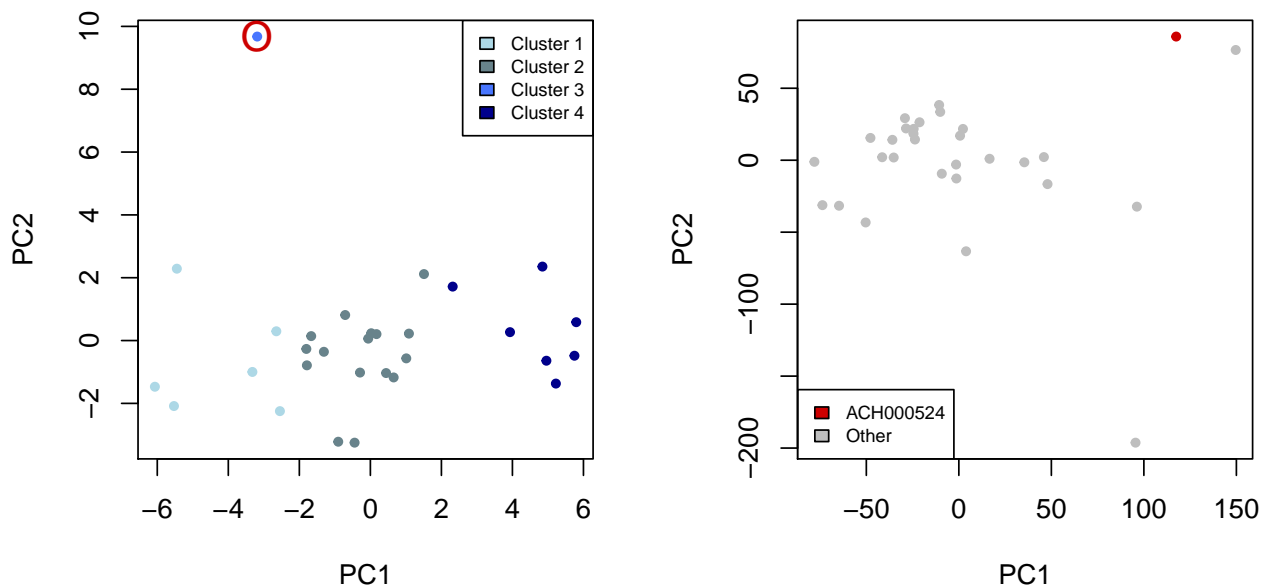 10
8
6
4
2
0
−2
PC2
−6 −4 −2 0 2 4 6
PC1
Cluster 1
Cluster 2
Cluster 3
Cluster 4
50
0
−100
−200
PC2
−50 0 50 100 150
PC1
ACH000524
Other